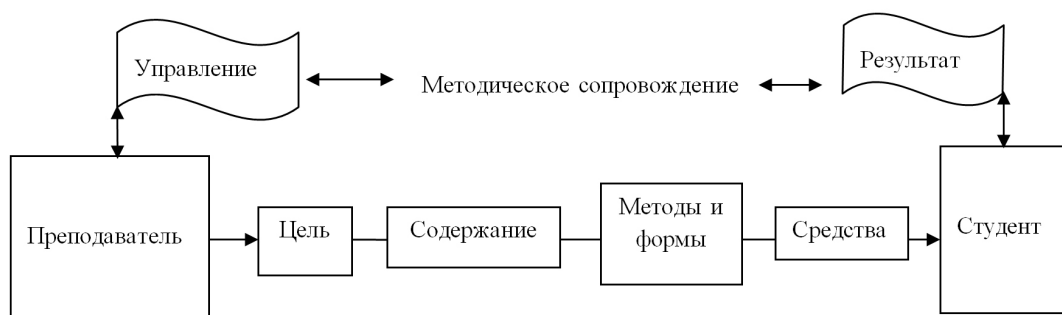 Управление
Методическое сопровождение
Результат
Преподаватель
Цель
Содержание
Методы и
формы
Средства
Студент